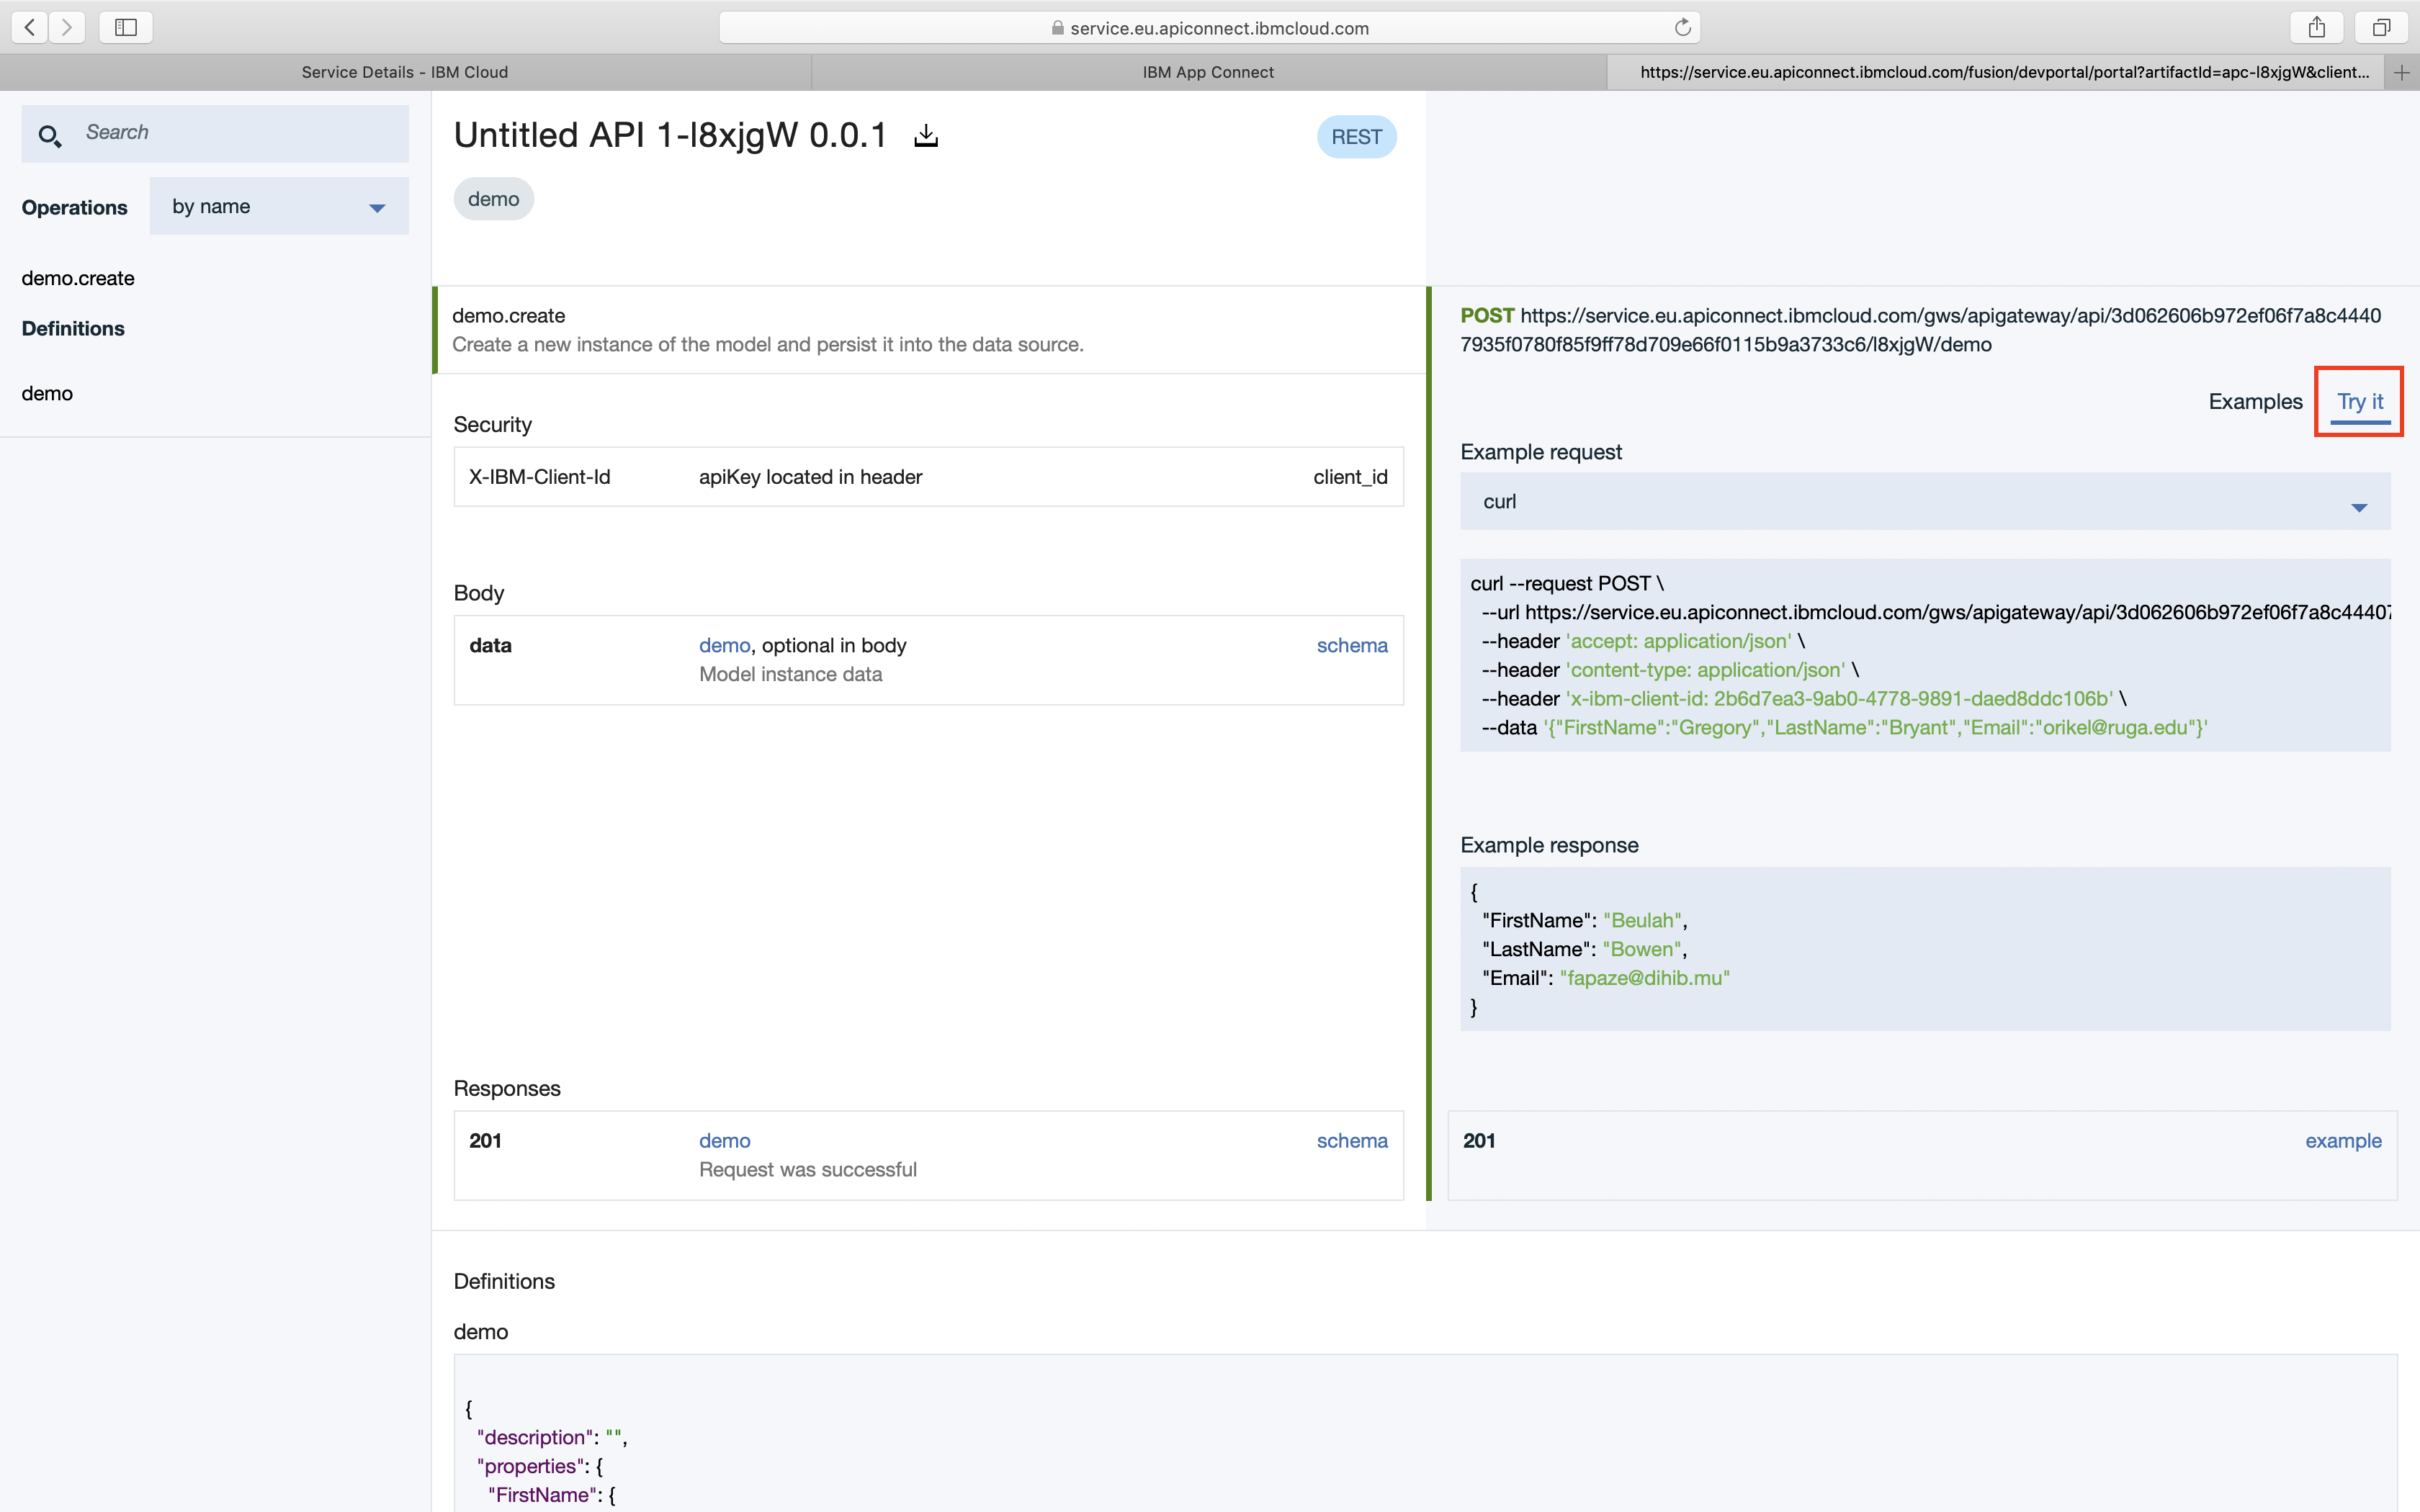 service.eu.apiconnect.ibmcloud.com
Service Details - IBM Cloud
IBM App Connect
https://service.eu.apiconnect.ibmcloud.com/fusion/devportal/portal?artifactId=apc-l8xjgW&client...
Search
Operations
by name
demo.create
Definitions
demo
Untitled API 1-l8xjgW 0.0.1
REST
demo
demo.create
Create a new instance of the model and persist it into the data source.
Security
X-IBM-Client-Id apiKey located in header client_id
Body
data demo, optional in body schema
Model instance data
Responses
201 demo schema
Request was successful
POST https://service.eu.apiconnect.ibmcloud.com/gws/apigateway/api/3d062606b972ef06f7a8c4440
7935f0780f85f9ff78d709e66f0115b9a3733c6/l8xjgW/demo
Examples Try it
Example request
curl
curl --request POST \
--url https://service.eu.apiconnect.ibmcloud.com/gws/apigateway/api/3d062606b972ef06f7a8c44407
--header 'accept: application/json' \
--header 'content-type: application/json' \
--header 'x-ibm-client-id: 2b6d7ea3-9ab0-4778-9891-daed8ddc106b' \
--data '{"FirstName":"Gregory","LastName":"Bryant","Email":"orikel@ruga.edu"}'
Example response
{
"FirstName": "Beulah",
"LastName": "Bowen",
"Email": "fapaze@dihib.mu"
}
201 example
Definitions
demo
{
"description": "",
"properties": {
"FirstName": {